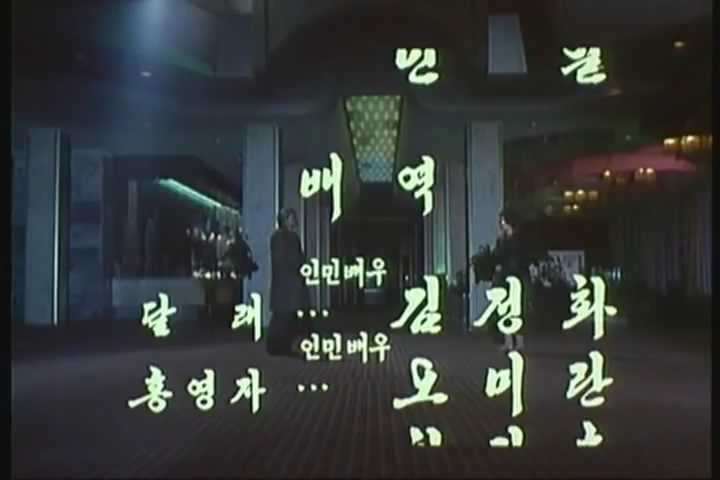 배 역
인민배우
달 래 ... 김 정 화
인민배우
홍영자 ... 오 미 란